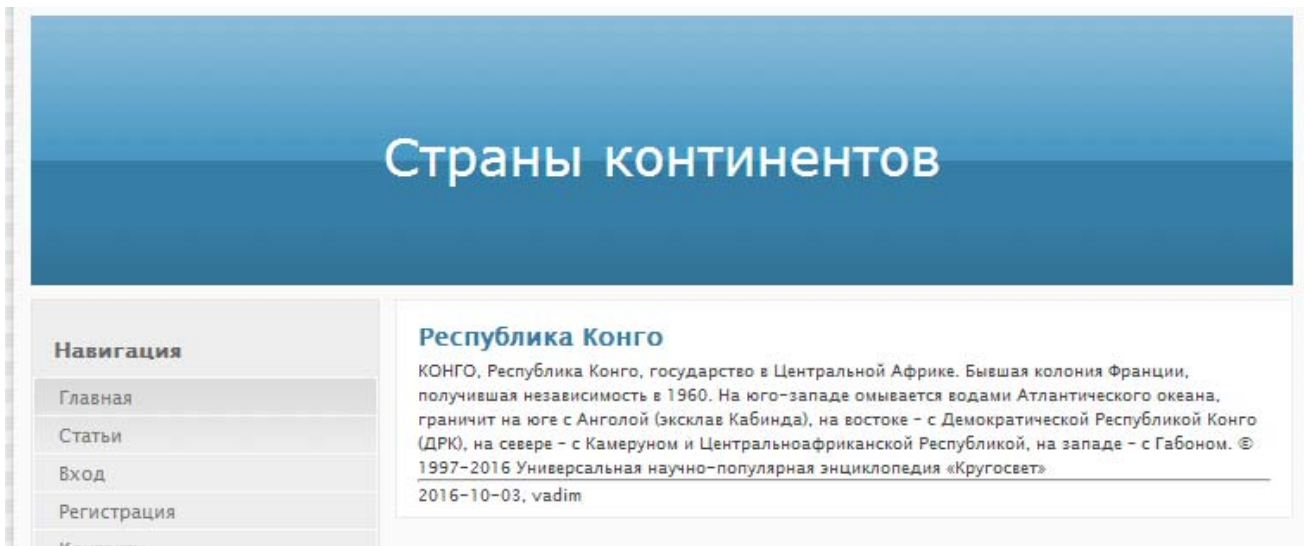 Страны континентов
Навигация
Главная
Статьи
Вход
Регистрация
Республика Конго
КОНГО, Республика Конго, государство в Центральной Африке. Бывшая колония Франции,
получившая независимость в 1960. На юго-западе омывается водами Атлантического океана,
граничит на юге с Анголой (эксклав Кабинда), на востоке - с Демократической Республикой Конго
(ДРК), на севере - с Камеруном и Центральноафриканской Республикой, на западе - с Габоном. ©
1997-2016 Универсальная научно-популярная энциклопедия «Кругосвет»
2016-10-03, vadim